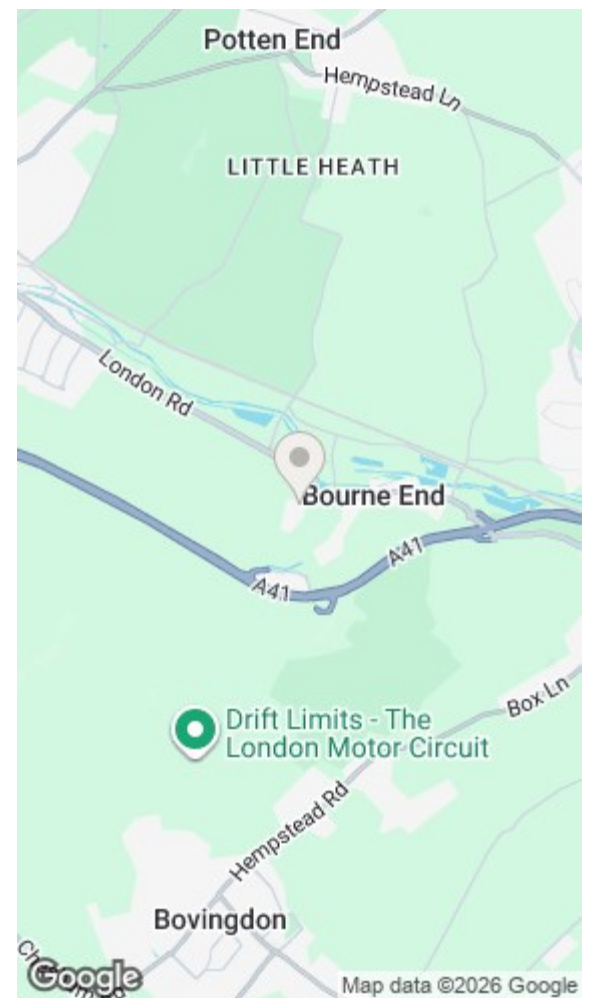 Potten End
Hempstead Ln
LITTLE HEATH
London Rd
Bourne End
A41
A41
Drift Limits - The
London Motor Circuit
Box Ln
Hempstead Rd
Bovingdon
Google
Map data ©2026 Google